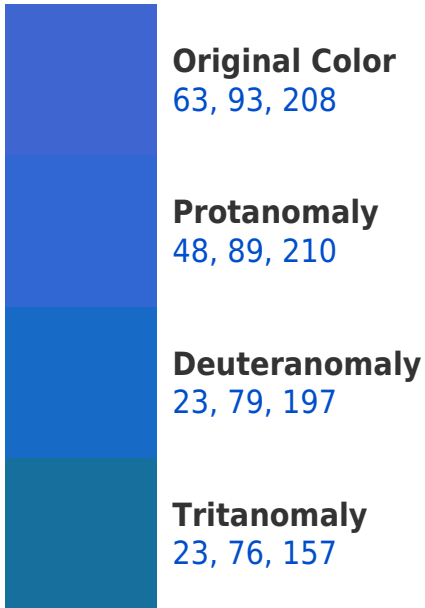 Original Color
63, 93, 208
Protanomaly
48, 89, 210
Deuteranomaly
23, 79, 197
Tritanomaly
23, 76, 157